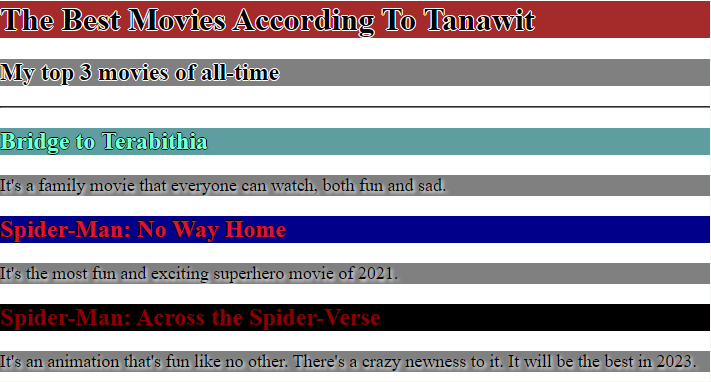 The Best Movies According To Tanawit
My top 3 movies of all-time
Bridge to Terabithia
It's a family movie that everyone can watch, both fun and sad.
Spider-Man: No Way Home
It's the most fun and exciting superhero movie of 2021.
Spider-Man: Across the Spider-Verse
It's an animation that's fun like no other. There's a crazy newness to it. It will be the best in 2023.